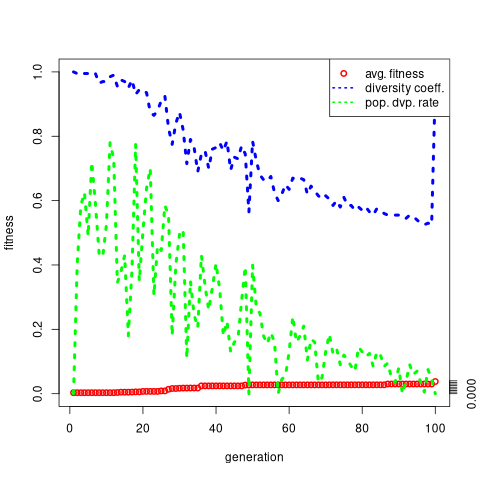 avg. fitness
diversity coeff.
pop. dvp. rate
fitness
1.0
0.8
0.6
0.4
0.2
0.0
0.000
0 20 40 60 80 100
generation